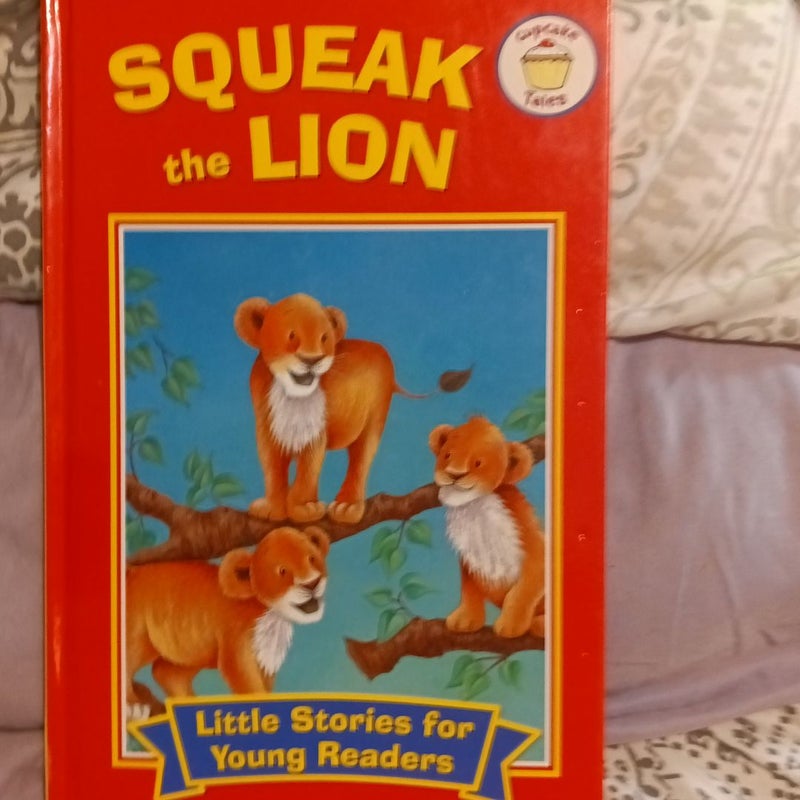 SQUEAK
the LION
Cupcake
Tales
Little Stories for
Young Readers